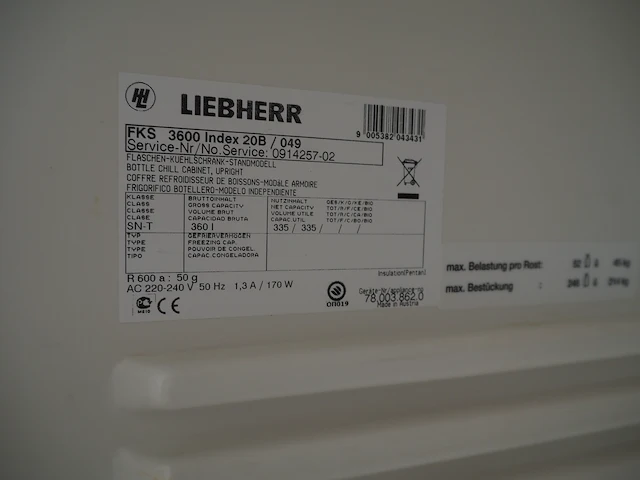 LIEBHERR
9 005382 043431
FKS 3600 Index 20B / 049
Service-Nr/No.Service: 0914257-02
FLASCHEN-KUEHLSCHRANK-STANDMODELL
BOTTLE CHILL CABINET, UPRIGHT
COFFRE REFROIDISSEUR DE BOISSONS-MODèLE ARMOIRE
FRIGORIFICO BOTELLERO-MODELO INDEPENDIENTE
KLASSE BRUTTOINHALT NUTZINHALT
CLASS GROSS CAPACITY NET CAPACITY
CLASSE VOLUME BRUT VOLUME UTILE
CLASE CAPACIDAD BRUTA CAPAC.UTIL
SN-T 360 l 335 / 335 / / /
TYP GEFRIERVERMÖGEN
TYPE FREEZING CAP.
TYPE POUVOIR DE CONGEL.
TIPO CAPAC.CONGELADORA
R 600 a : 50 g
Insulation(Pentan)
AC 220-240 V 50 Hz 1,3 A / 170 W
78.003.862.0
Made in Austria
CE
max. Belastung pro Rost:
max. Bestückung :